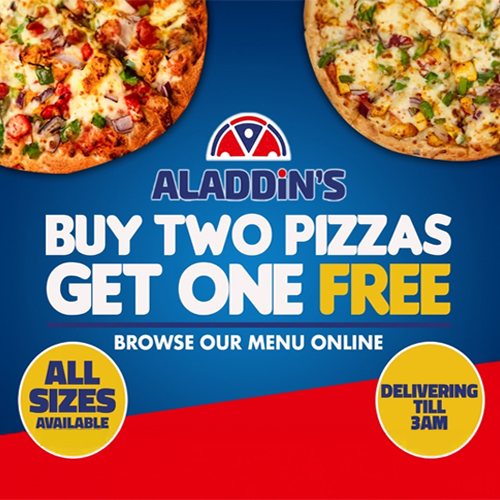 ALADDiN'S
BUY TWO PIZZAS
GET ONE FREE
BROWSE OUR MENU ONLINE
ALL
SIZES
AVAILABLE
DELIVERING
TILL
3AM